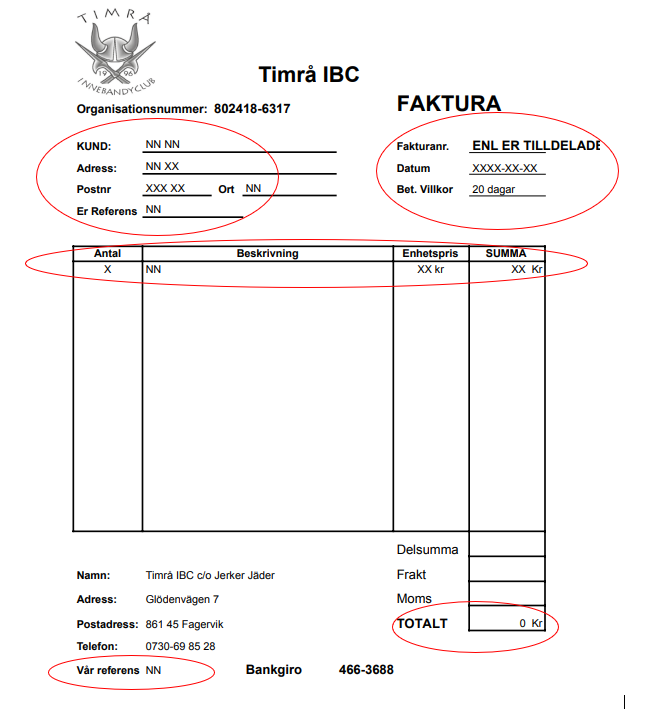 TIMRÅ
1996
INNEBANDYCLUB
Timrå IBC
Organisationsnummer: 802418-6317
FAKTURA
KUND: NN NN
Adress: NN XX
Postnr XXX XX Ort NN
Er Referens NN
Fakturanr. ENL ER TILLDELADE
Datum XXXX-XX-XX
Bet. Villkor 20 dagar
Antal Beskrivning Enhetspris SUMMA
X NN XX kr XX Kr
Delsumma
Frakt
Moms
TOTALT 0 Kr
Namn: Timrå IBC c/o Jerker Jäder
Adress: Glödenvägen 7
Postadress: 861 45 Fagervik
Telefon: 0730-69 85 28
Vår referens NN Bankgiro 466-3688